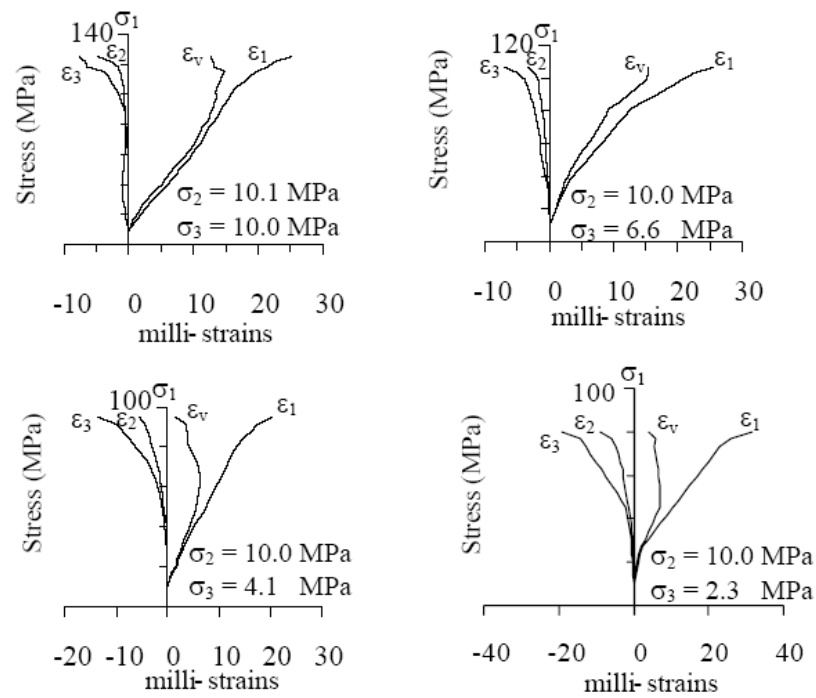 140 σ₁
ε₃ ε₂ εᵥ ε₁
Stress (MPa)
σ₂ = 10.1 MPa
σ₃ = 10.0 MPa
-10 0 10 20 30
milli- strains
120 σ₁
ε₃ ε₂ εᵥ ε₁
Stress (MPa)
σ₂ = 10.0 MPa
σ₃ = 6.6 MPa
-10 0 10 20 30
milli- strains
100 σ₁
ε₃ ε₂ εᵥ ε₁
Stress (MPa)
σ₂ = 10.0 MPa
σ₃ = 4.1 MPa
-20 -10 0 10 20 30
milli- strains
100 σ₁
ε₃ ε₂ εᵥ ε₁
Stress (MPa)
σ₂ = 10.0 MPa
σ₃ = 2.3 MPa
-40 -20 0 20 40
milli- strains